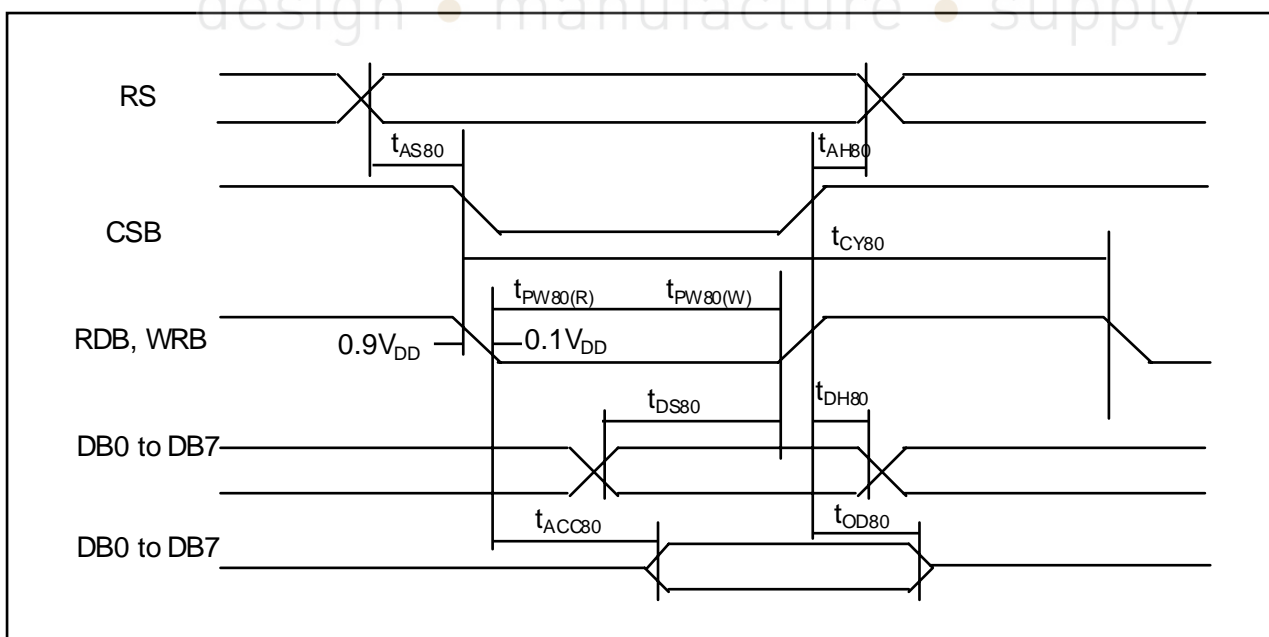 design • manufacture • supply
RS
tAS80
tAH80
CSB
tCY80
tPW80(R)
tPW80(W)
RDB, WRB
0.9VDD
0.1VDD
tDS80
tDH80
DB0 to DB7
tACC80
tOD80
DB0 to DB7